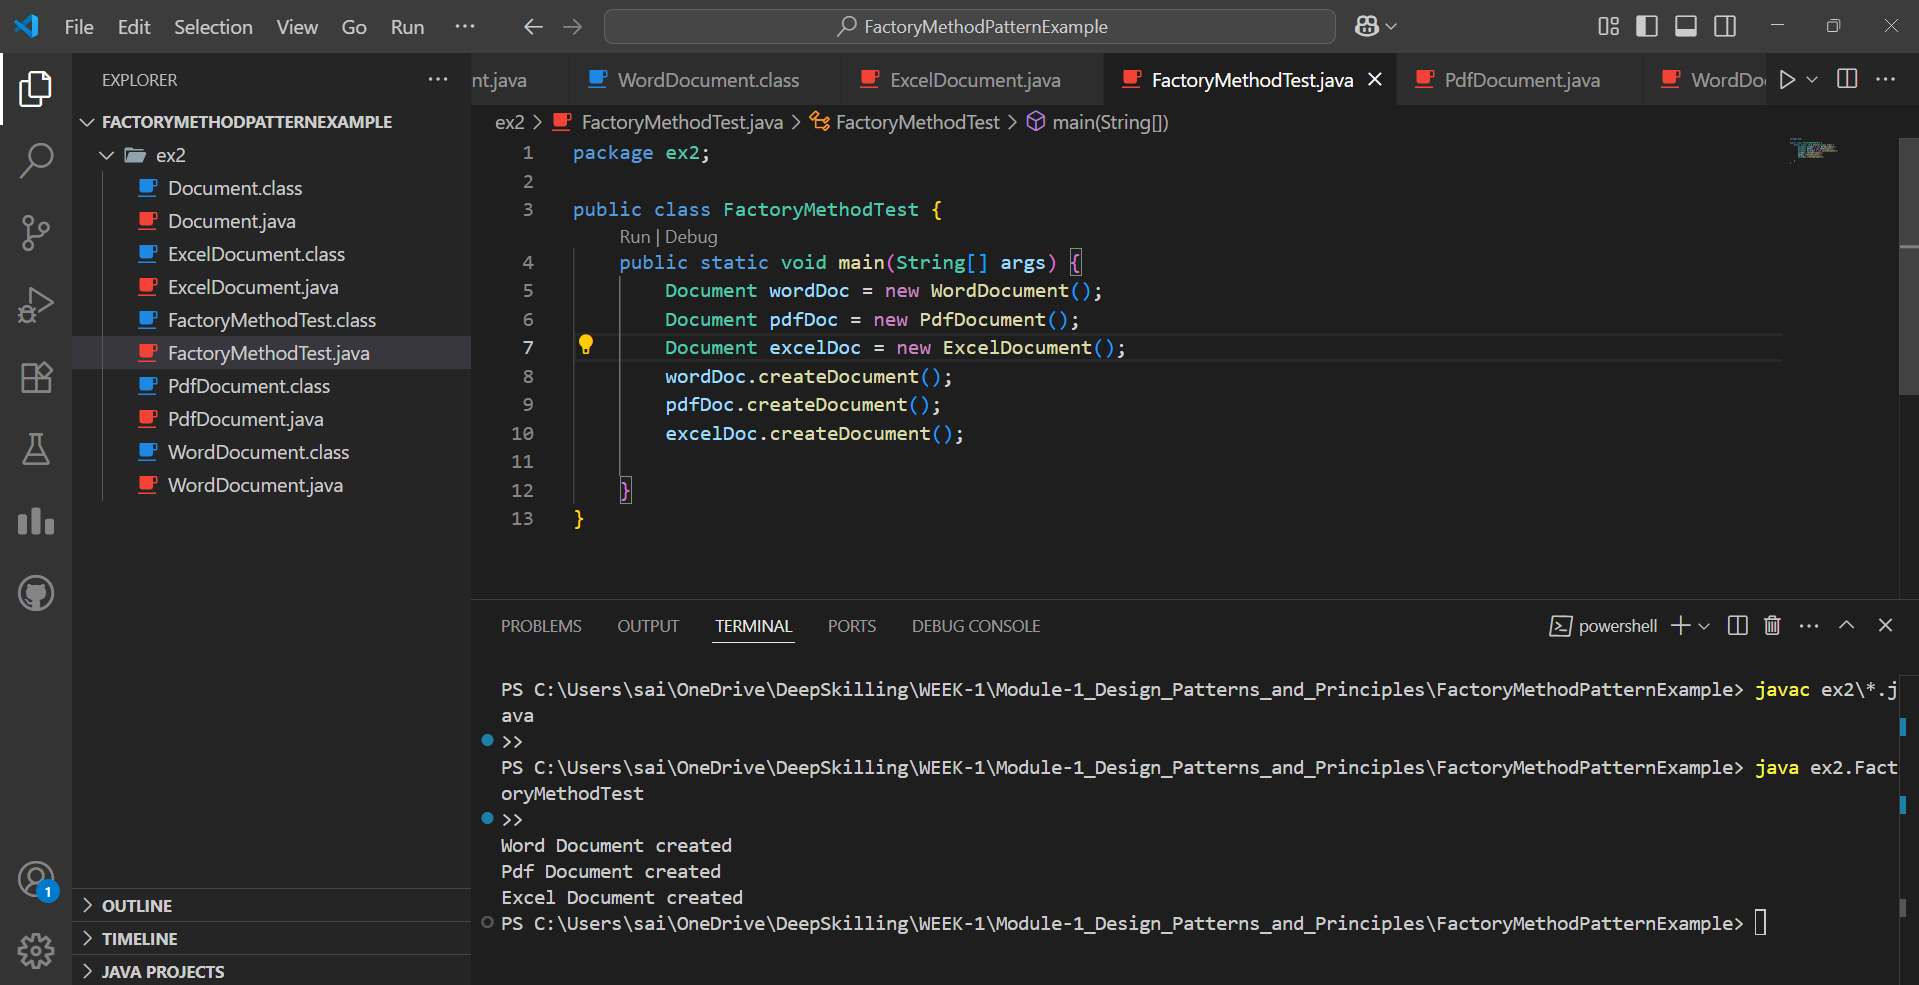 File Edit Selection View Go Run ··· FactoryMethodPatternExample
EXPLORER ···
FACTORYMETHODPATTERNEXAMPLE
ex2
Document.class
Document.java
ExcelDocument.class
ExcelDocument.java
FactoryMethodTest.class
FactoryMethodTest.java
PdfDocument.class
PdfDocument.java
WordDocument.class
WordDocument.java
1
OUTLINE
TIMELINE
JAVA PROJECTS
nt.java WordDocument.class ExcelDocument.java FactoryMethodTest.java PdfDocument.java WordDo
ex2 > FactoryMethodTest.java > FactoryMethodTest > main(String[])
1 package ex2;
2
3 public class FactoryMethodTest {
Run | Debug
4 public static void main(String[] args) {
5 Document wordDoc = new WordDocument();
6 Document pdfDoc = new PdfDocument();
7 Document excelDoc = new ExcelDocument();
8 wordDoc.createDocument();
9 pdfDoc.createDocument();
10 excelDoc.createDocument();
11
12 }
13 }
PROBLEMS OUTPUT TERMINAL PORTS DEBUG CONSOLE powershell
PS C:\Users\sai\OneDrive\DeepSkilling\WEEK-1\Module-1_Design_Patterns_and_Principles\FactoryMethodPatternExample> javac ex2\*.j
ava
>>
PS C:\Users\sai\OneDrive\DeepSkilling\WEEK-1\Module-1_Design_Patterns_and_Principles\FactoryMethodPatternExample> java ex2.Fact
oryMethodTest
>>
Word Document created
Pdf Document created
Excel Document created
PS C:\Users\sai\OneDrive\DeepSkilling\WEEK-1\Module-1_Design_Patterns_and_Principles\FactoryMethodPatternExample>